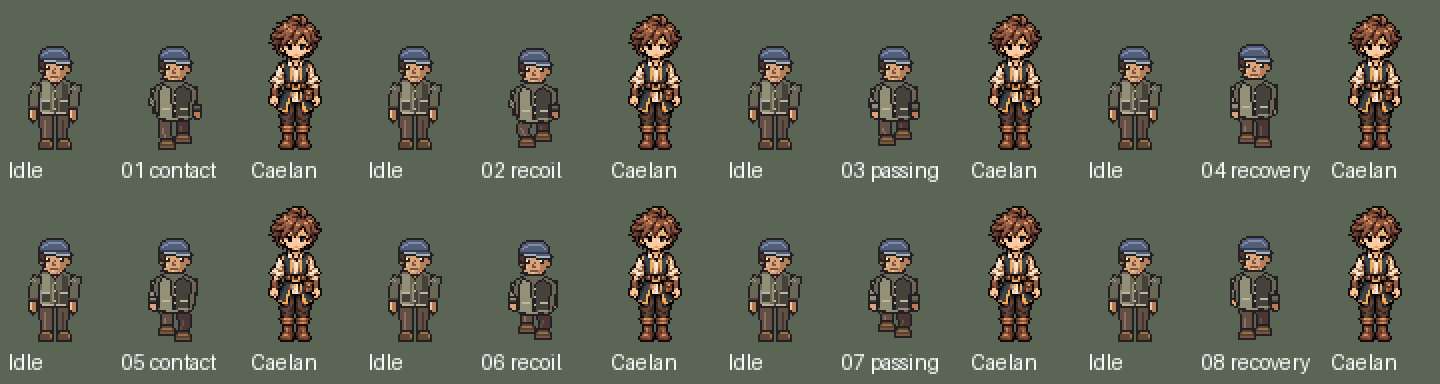 Idle 01 contact Caelan Idle 02 recoil Caelan Idle 03 passing Caelan Idle 04 recovery Caelan
Idle 05 contact Caelan Idle 06 recoil Caelan Idle 07 passing Caelan Idle 08 recovery Caelan